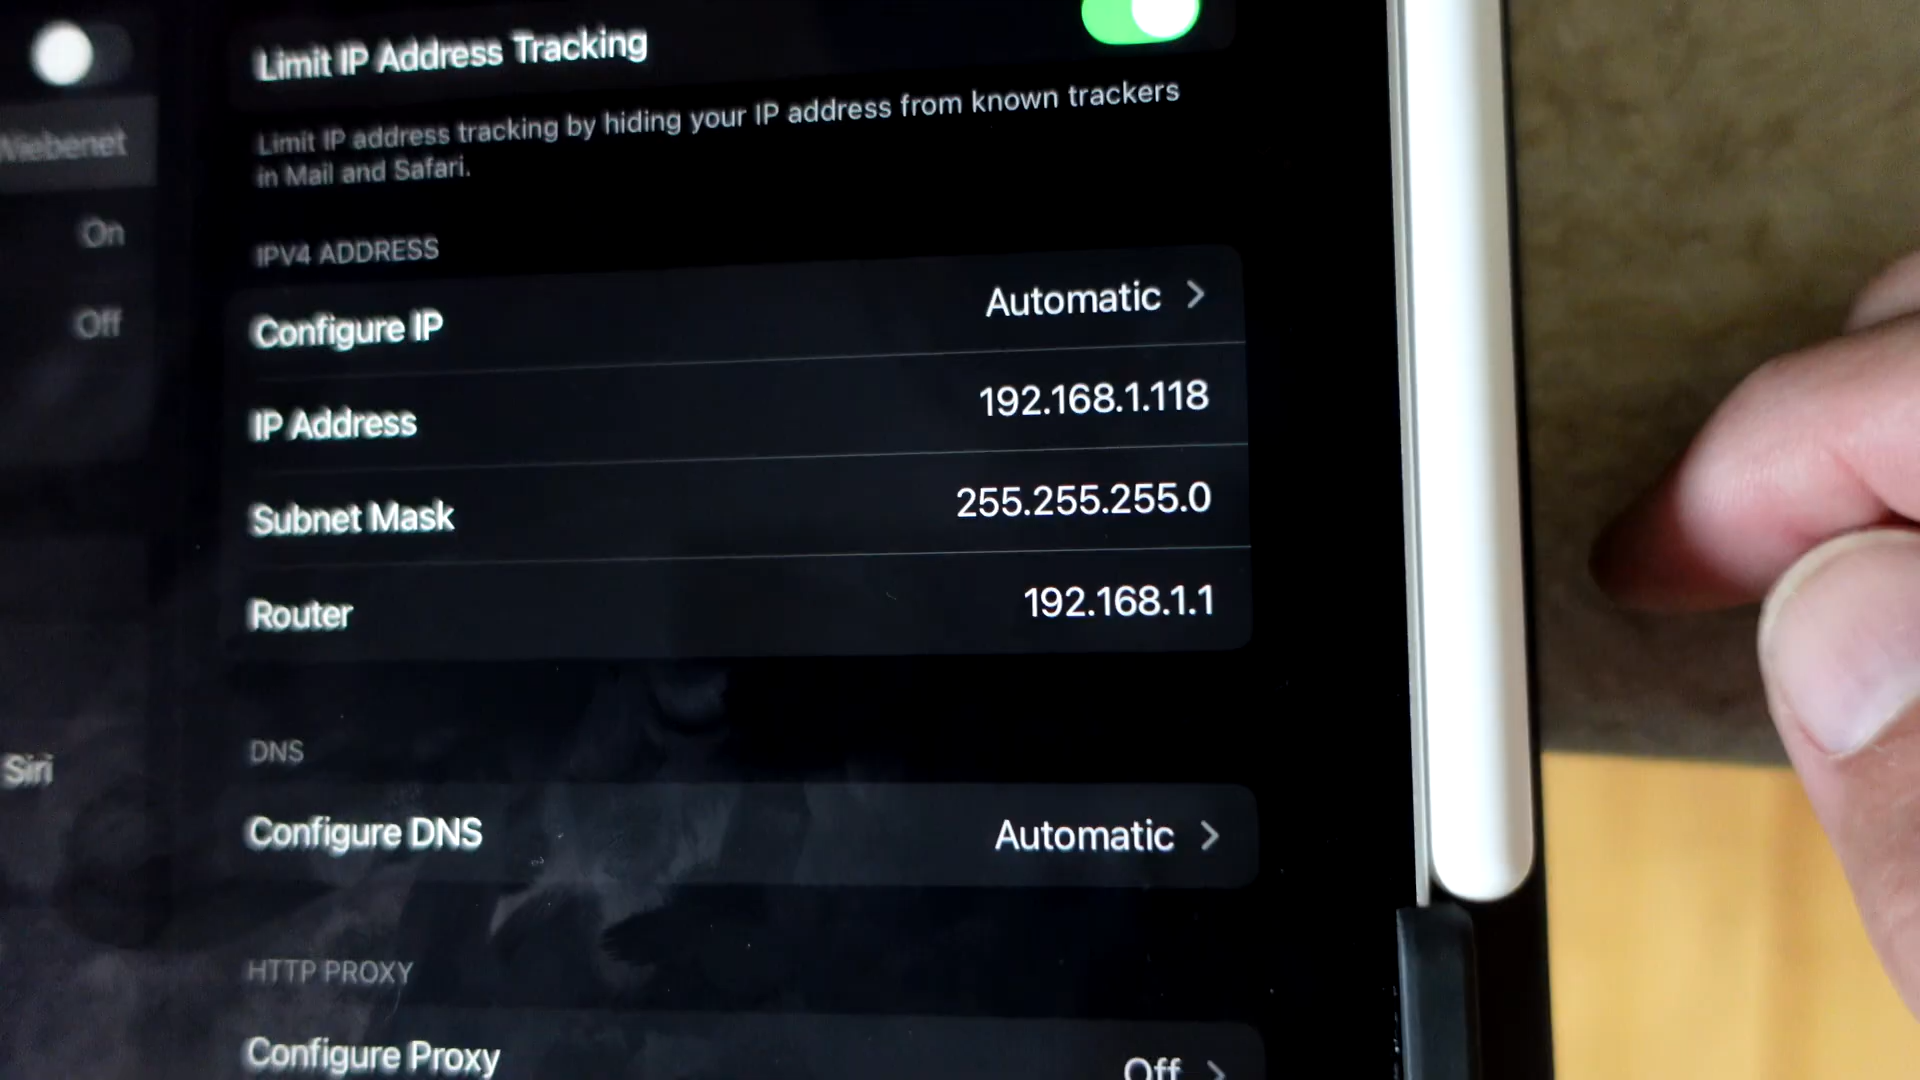 Limit IP Address Tracking
Limit IP address tracking by hiding your IP address from known trackers
in Mail and Safari.
On
Off
Siri
IPV4 ADDRESS
Configure IP Automatic
IP Address 192.168.1.118
Subnet Mask 255.255.255.0
Router 192.168.1.1
DNS
Configure DNS Automatic
HTTP PROXY
Configure Proxy Off